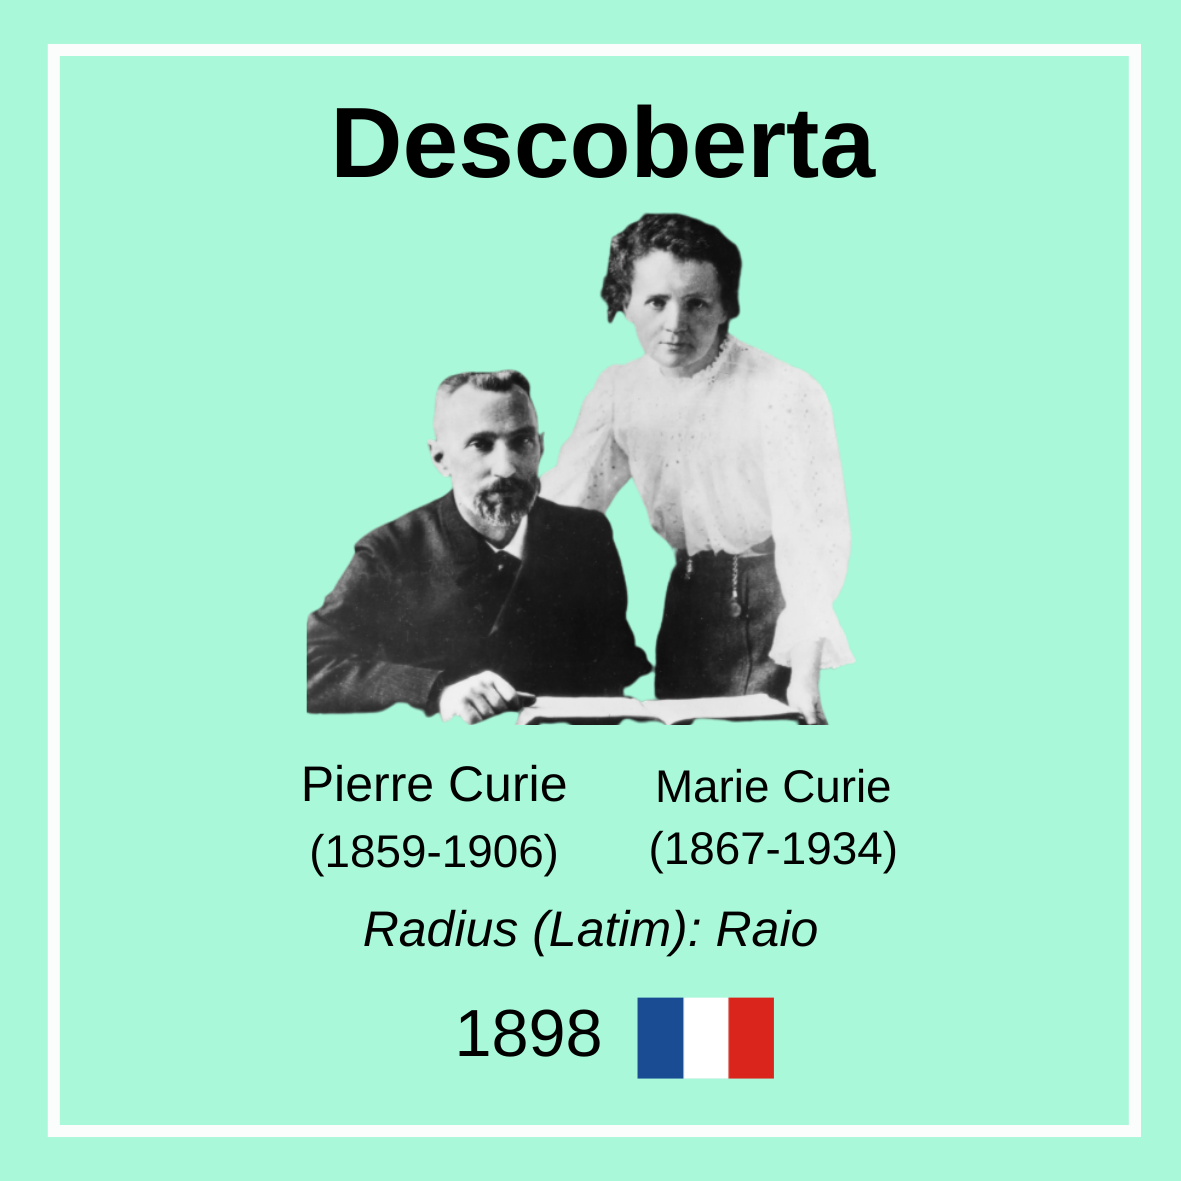 Descoberta
Pierre Curie
(1859-1906)
Marie Curie
(1867-1934)
Radius (Latim): Raio
1898